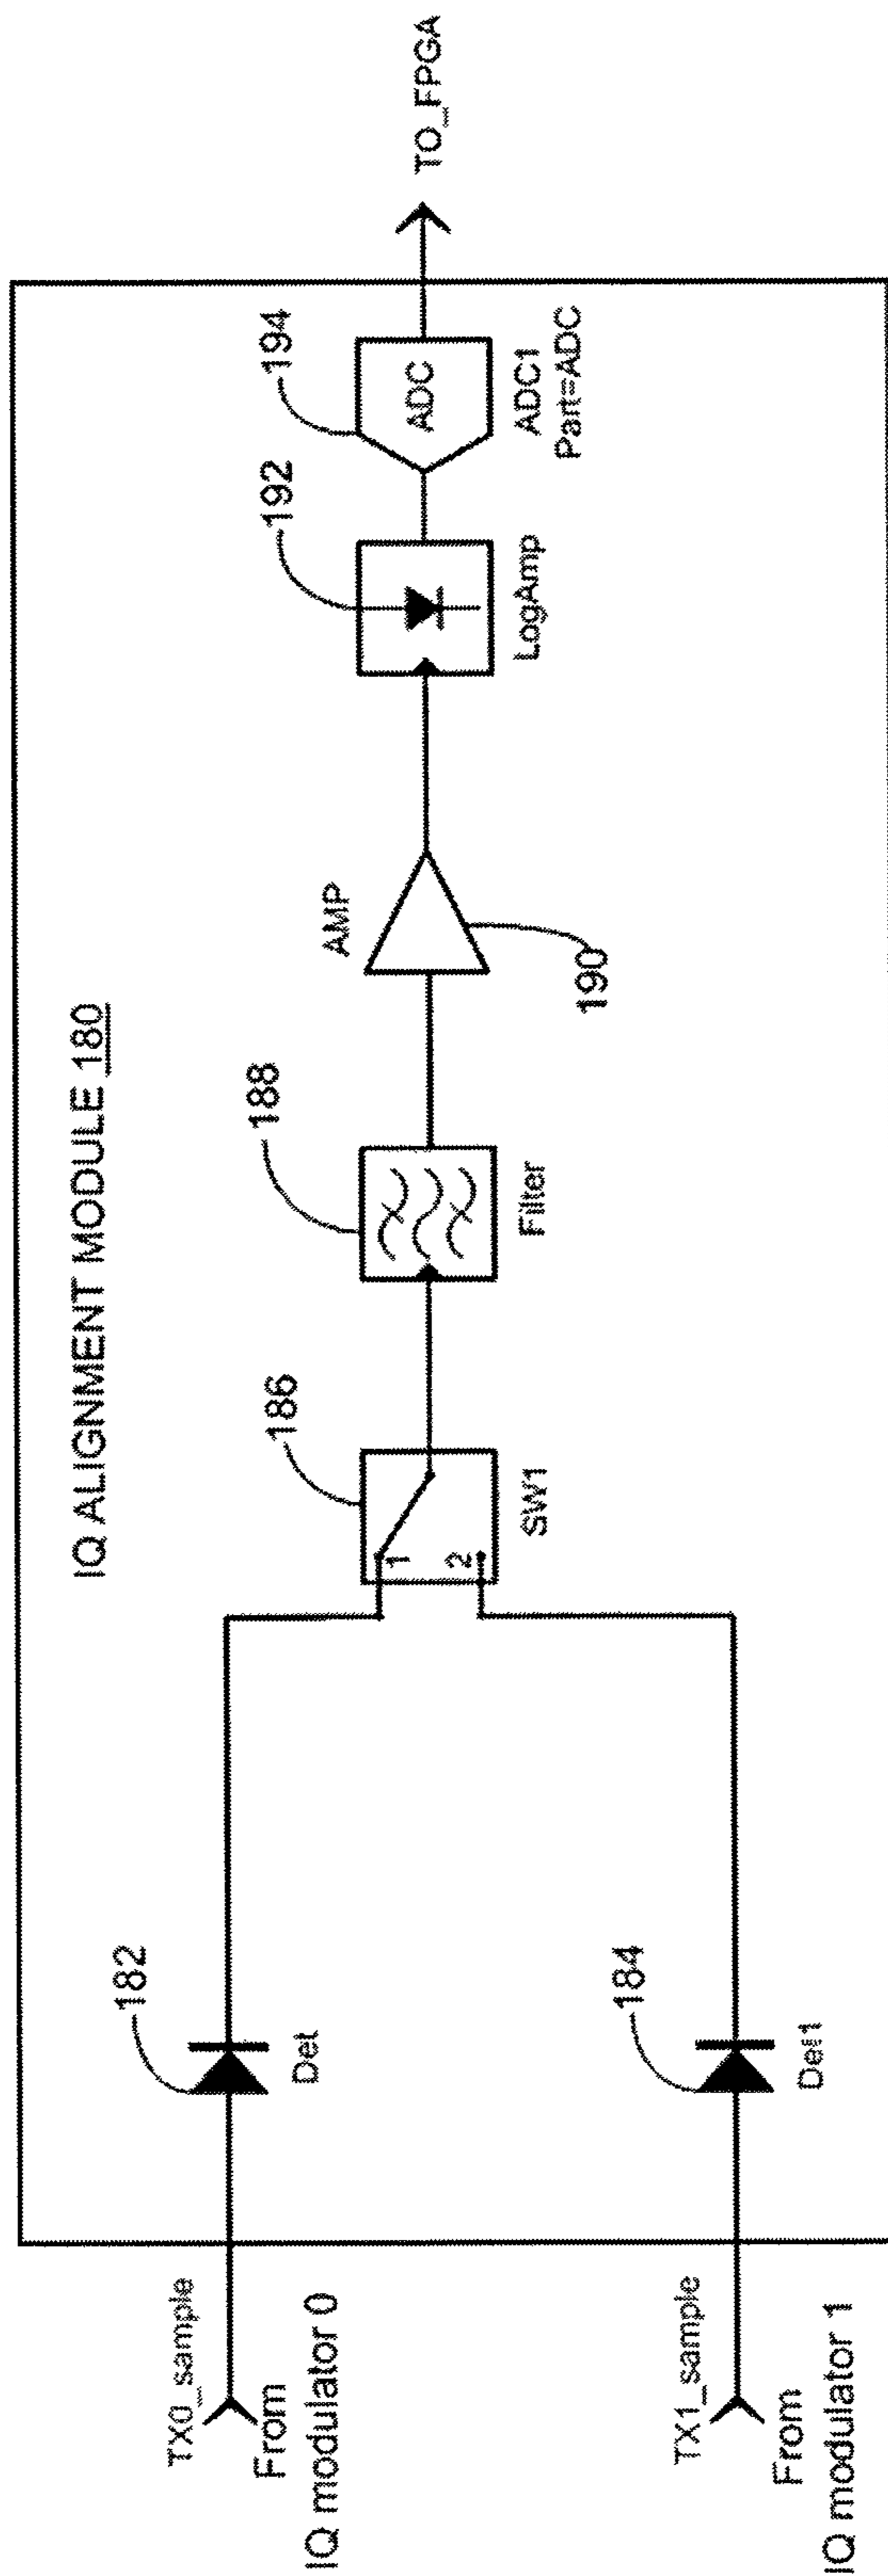 IQ ALIGNMENT MODULE 180
TX0_sample
From
IQ modulator 0
182
Det
TX1_sample
From
IQ modulator 1
184
Det1
186
1
2
SW1
188
Filter
AMP
190
192
LogAmp
194
ADC
ADC1
Part=ADC
TO_FPGA